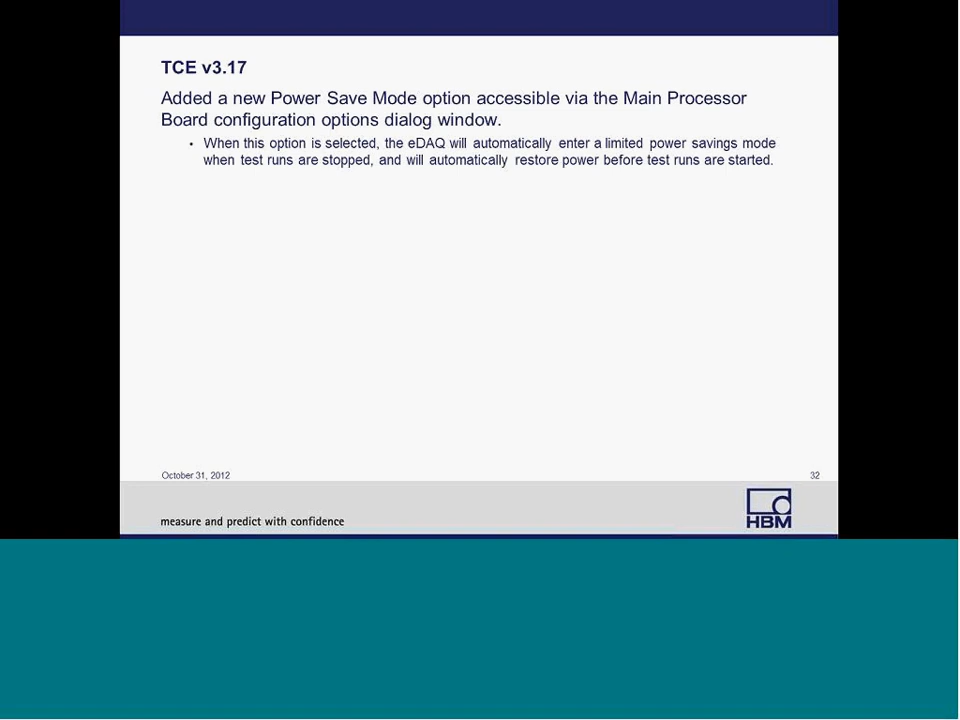 TCE v3.17
Added a new Power Save Mode option accessible via the Main Processor
Board configuration options dialog window.
• When this option is selected, the eDAQ will automatically enter a limited power savings mode
when test runs are stopped, and will automatically restore power before test runs are started.
October 31, 2012
32
measure and predict with confidence
HBM